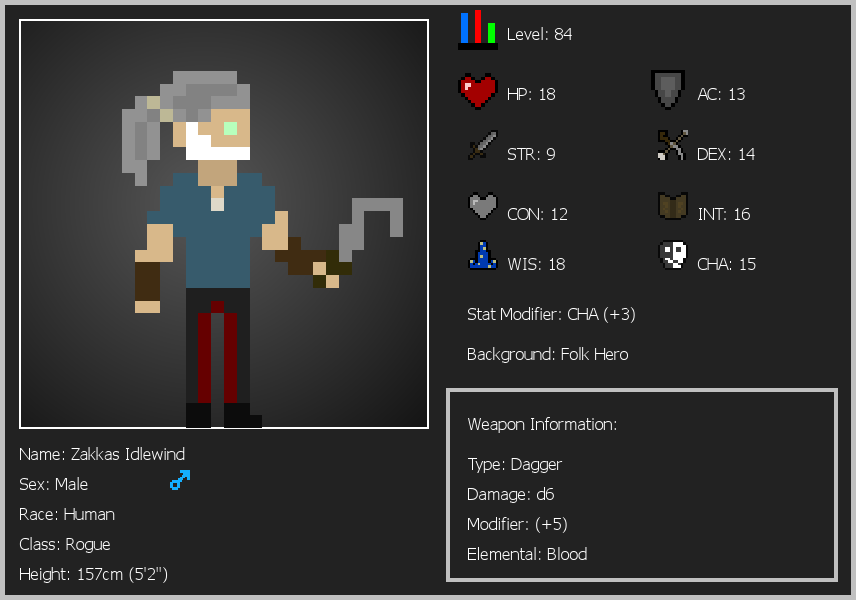 Level: 84
HP: 18
AC: 13
STR: 9
DEX: 14
CON: 12
INT: 16
WIS: 18
CHA: 15
Stat Modifier: CHA (+3)
Background: Folk Hero
Weapon Information:
Type: Dagger
Damage: d6
Modifier: (+5)
Elemental: Blood
Name: Zakkas Idlewind
Sex: Male
Race: Human
Class: Rogue
Height: 157cm (5'2")